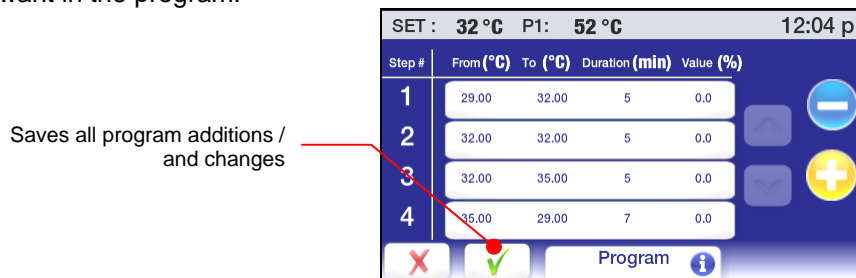 want in the program.
SET : 32 °C P1: 52 °C 12:04 p
Step # From (°C) To (°C) Duration (min) Value (%)
1 29.00 32.00 5 0.0
2 32.00 32.00 5 0.0
Saves all program additions /
and changes
3 32.00 35.00 5 0.0
4 35.00 29.00 7 0.0
Program i